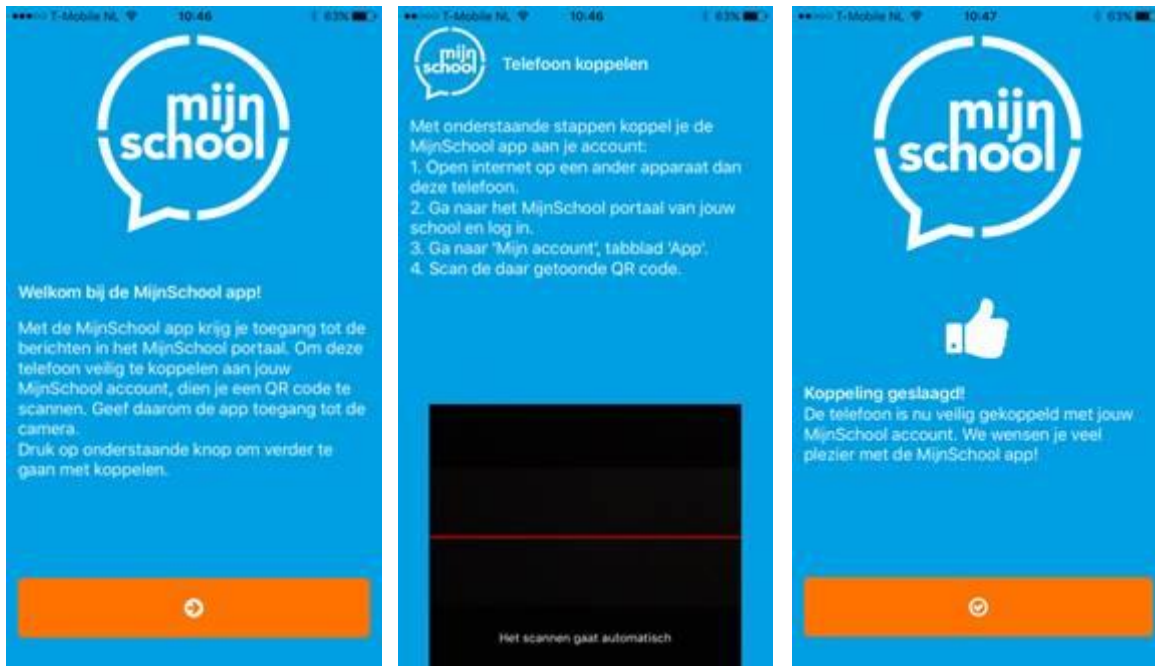 T-Mobile NL 10:46 63%
mijn
school
Welkom bij de MijnSchool app!
Met de MijnSchool app krijg je toegang tot de
berichten in het MijnSchool portaal. Om deze
telefoon veilig te koppelen aan jouw
MijnSchool account, dien je een QR code te
scannen. Geef daarom de app toegang tot de
camera.
Druk op onderstaande knop om verder te
gaan met koppelen.
T-Mobile NL 10:46 63%
mijn
school
Telefoon koppelen
Met onderstaande stappen koppel je de
MijnSchool app aan je account:
1. Open internet op een ander apparaat dan
deze telefoon.
2. Ga naar het MijnSchool portaal van jouw
school en log in.
3. Ga naar 'Mijn account', tabblad 'App'.
4. Scan de daar getoonde QR code.
Het scannen gaat automatisch
T-Mobile NL 10:47 63%
mijn
school
Koppeling geslaagd!
De telefoon is nu veilig gekoppeld met jouw
MijnSchool account. We wensen je veel
plezier met de MijnSchool app!